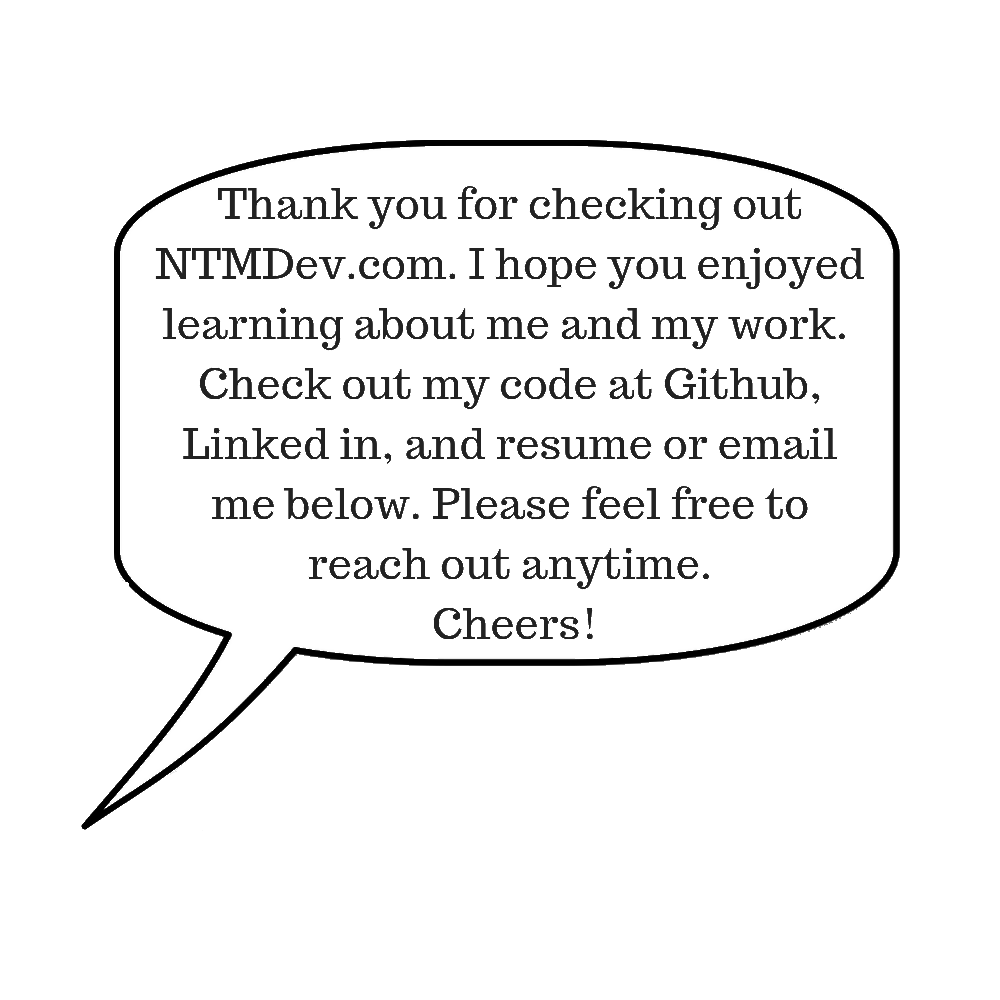 Thank you for checking out
NTMDev.com. I hope you enjoyed
learning about me and my work.
Check out my code at Github,
Linked in, and resume or email
me below. Please feel free to
reach out anytime.
Cheers!